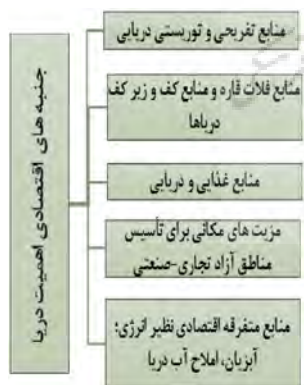 جنبه های اقتصادی اهمیت دریا
منابع تفریحی و توریستی دریایی
منابع فلات قاره و منابع کف و زیر کف
دریاها
منابع غذایی و دریایی
مزیت های مکانی برای تأسیس
مناطق آزاد تجاری-صنعتی
منابع متفرقه اقتصادی نظیر انرژی؛
آبزیان، املاح آب دریا